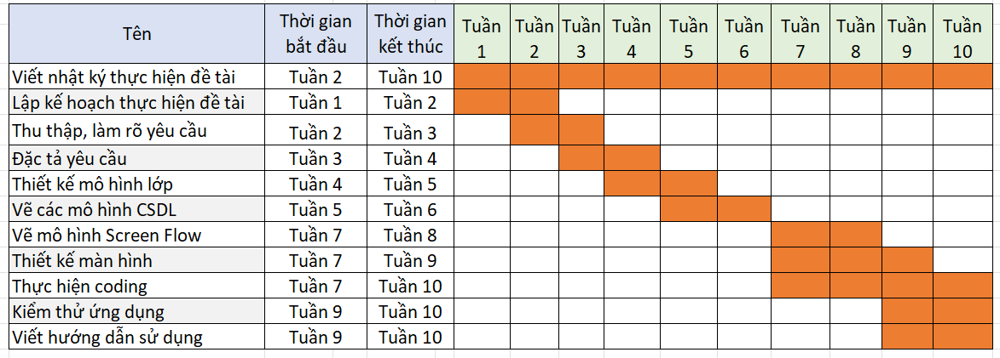 Tên Thời gian bắt đầu Thời gian kết thúc Tuần 1 Tuần 2 Tuần 3 Tuần 4 Tuần 5 Tuần 6 Tuần 7 Tuần 8 Tuần 9 Tuần 10
Viết nhật ký thực hiện đề tài Tuần 2 Tuần 10
Lập kế hoạch thực hiện đề tài Tuần 1 Tuần 2
Thu thập, làm rõ yêu cầu Tuần 2 Tuần 3
Đặc tả yêu cầu Tuần 3 Tuần 4
Thiết kế mô hình lớp Tuần 4 Tuần 5
Vẽ các mô hình CSDL Tuần 5 Tuần 6
Vẽ mô hình Screen Flow Tuần 7 Tuần 8
Thiết kế màn hình Tuần 7 Tuần 9
Thực hiện coding Tuần 7 Tuần 10
Kiểm thử ứng dụng Tuần 9 Tuần 10
Viết hướng dẫn sử dụng Tuần 9 Tuần 10